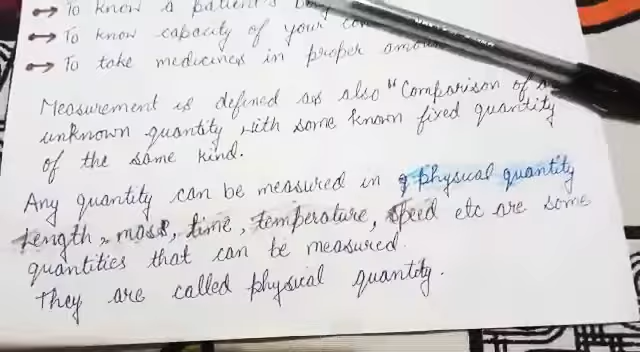 → To know a patient's
→ To know capacity of your
→ To take medicines in proper amount
Measurement is defined as also "Comparison of
unknown quantity with some known fixed quantity
of the same kind.
Any quantity can be measured in physical quantity
Length, mass, time, temperature, speed etc are some
quantities that can be measured.
They are called physical quantity.